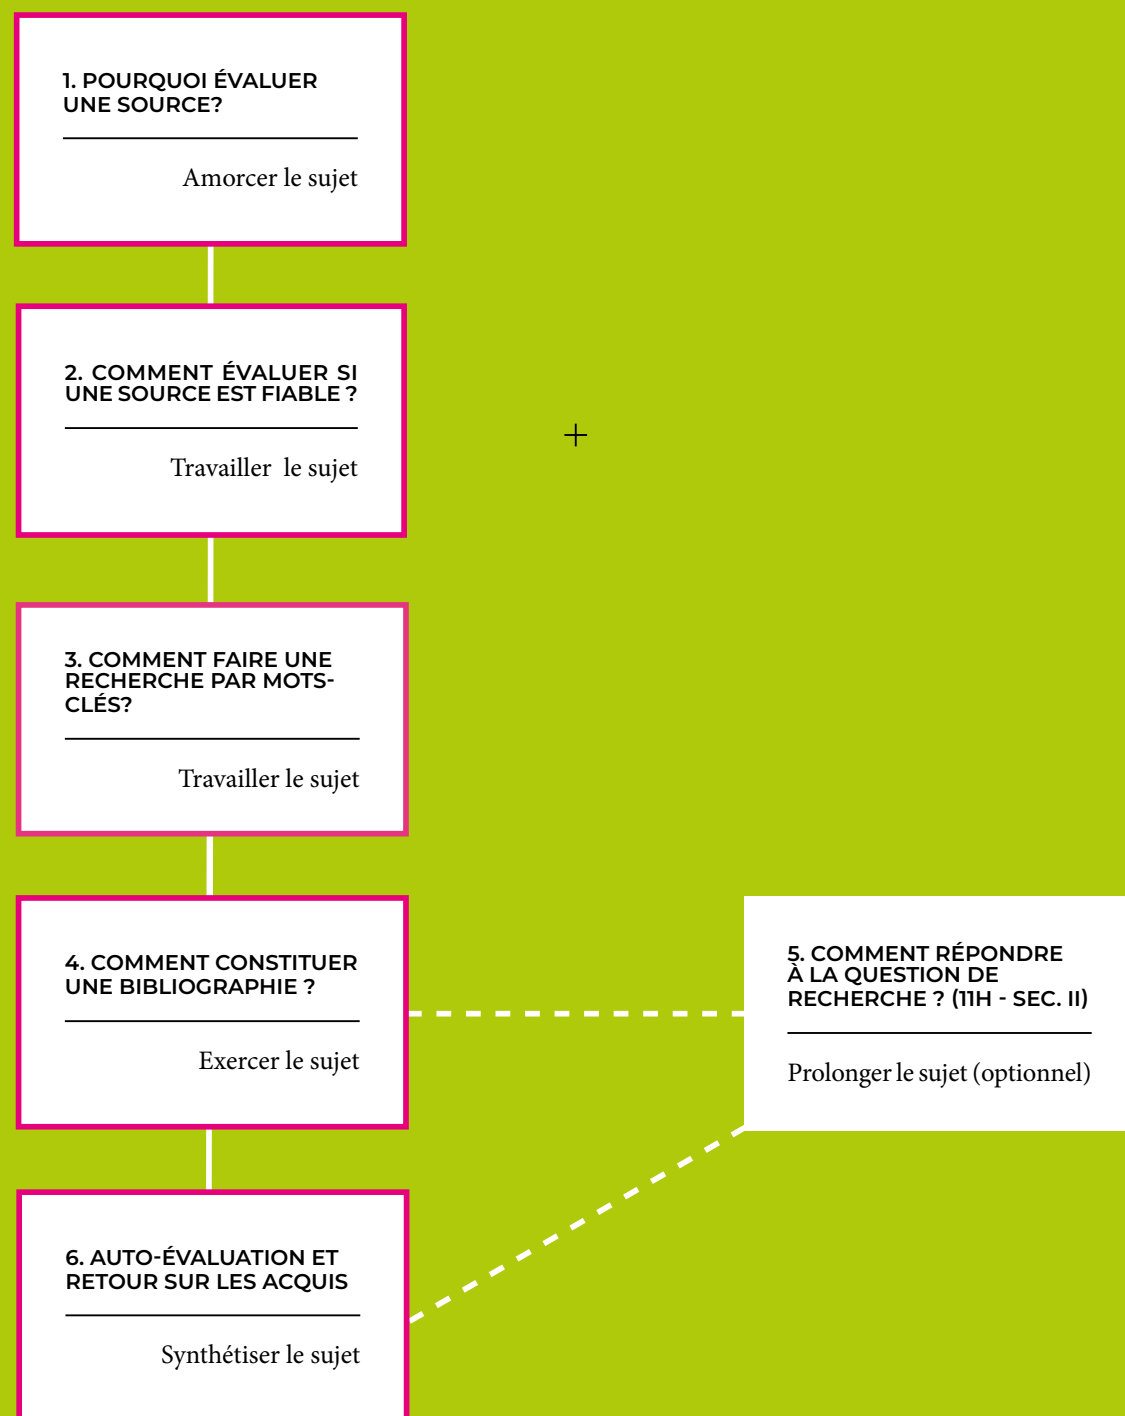 1. POURQUOI ÉVALUER
UNE SOURCE?
Amorcer le sujet
2. COMMENT ÉVALUER SI
UNE SOURCE EST FIABLE ?
Travailler le sujet
+
3. COMMENT FAIRE UNE
RECHERCHE PAR MOTS-
CLÉS?
Travailler le sujet
4. COMMENT CONSTITUER
UNE BIBLIOGRAPHIE ?
Exercer le sujet
5. COMMENT RÉPONDRE
À LA QUESTION DE
RECHERCHE ? (11H - SEC. II)
Prolonger le sujet (optionnel)
6. AUTO-ÉVALUATION ET
RETOUR SUR LES ACQUIS
Synthétiser le sujet